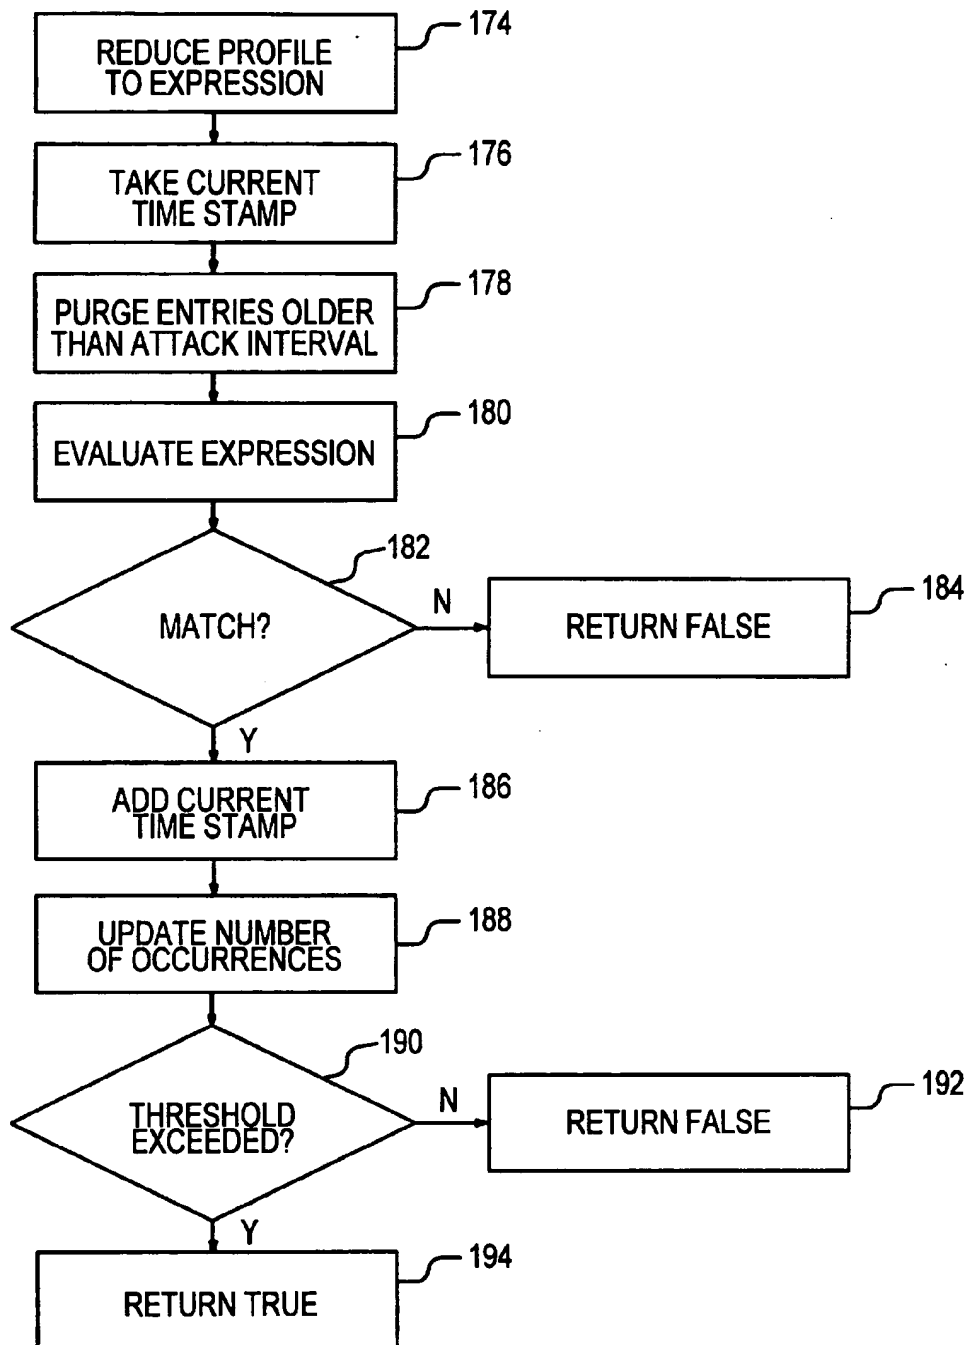 REDUCE PROFILE
TO EXPRESSION
174
TAKE CURRENT
TIME STAMP
176
PURGE ENTRIES OLDER
THAN ATTACK INTERVAL
178
EVALUATE EXPRESSION
180
MATCH?
182
N
RETURN FALSE
184
Y
ADD CURRENT
TIME STAMP
186
UPDATE NUMBER
OF OCCURRENCES
188
THRESHOLD
EXCEEDED?
190
N
RETURN FALSE
192
Y
RETURN TRUE
194